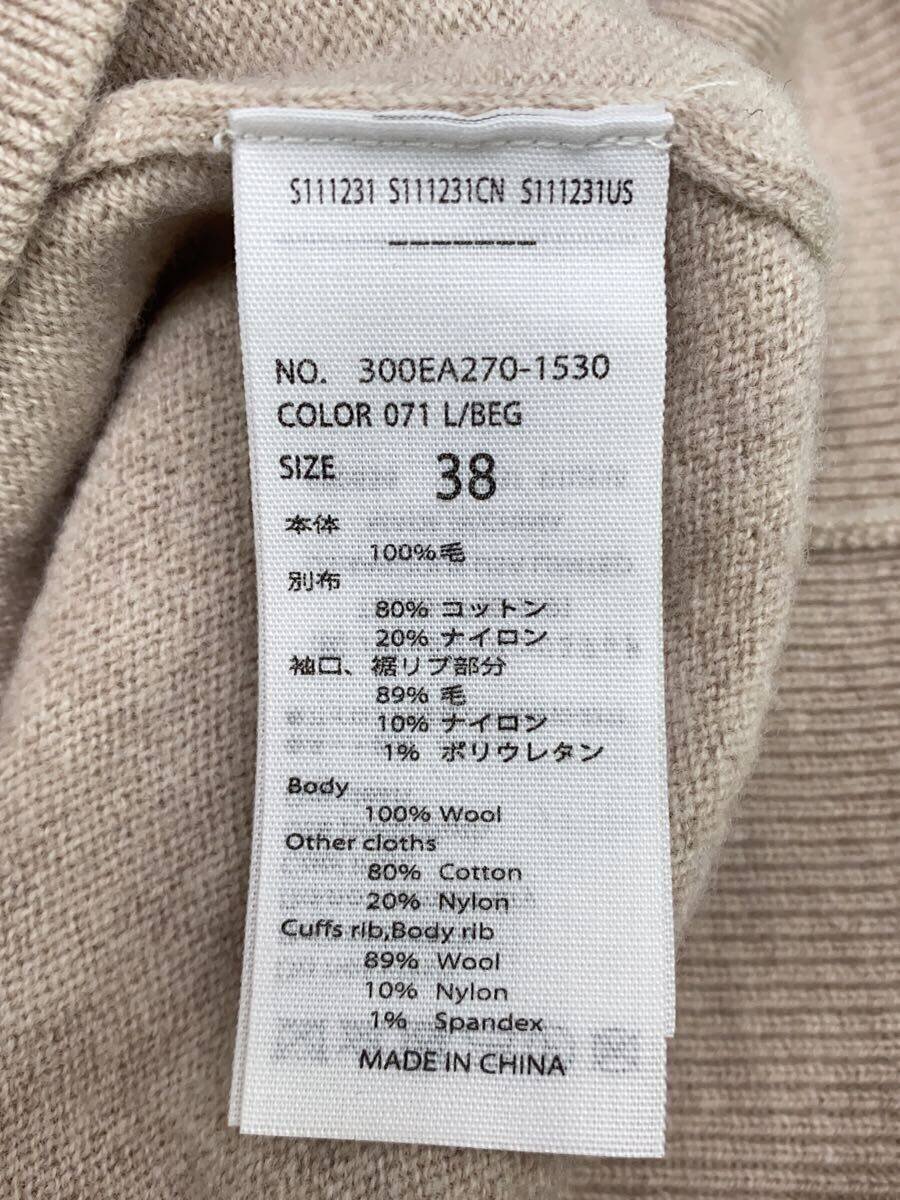 S111231 S111231CN S111231US
NO. 300EA270-1530
COLOR 071 L/BEG
SIZE 38
本体
100% 毛
別布
80% コットン
20% ナイロン
袖口、裾リブ部分
89% 毛
10% ナイロン
1% ポリウレタン
Body
100% Wool
Other cloths
80% Cotton
20% Nylon
Cuffs rib,Body rib
89% Wool
10% Nylon
1% Spandex
MADE IN CHINA